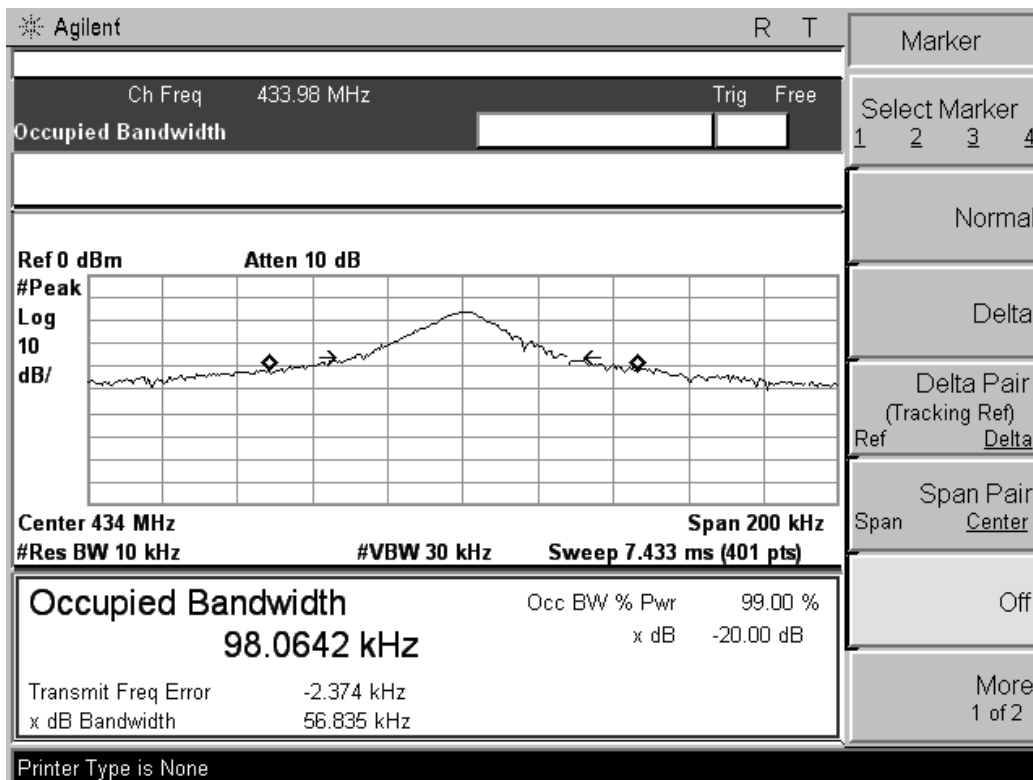 Agilent R T
Ch Freq 433.98 MHz Trig Free
Occupied Bandwidth
Ref 0 dBm Atten 10 dB
#Peak
Log
10
dB/
Center 434 MHz Span 200 kHz
#Res BW 10 kHz #VBW 30 kHz Sweep 7.433 ms (401 pts)
Occupied Bandwidth Occ BW % Pwr 99.00 %
98.0642 kHz x dB -20.00 dB
Transmit Freq Error -2.374 kHz
x dB Bandwidth 56.835 kHz
Printer Type is None
Marker
Select Marker
1 2 3 4
Normal
Delta
Delta Pair
(Tracking Ref)
Ref Delta
Span Pair
Span Center
Off
More
1 of 2